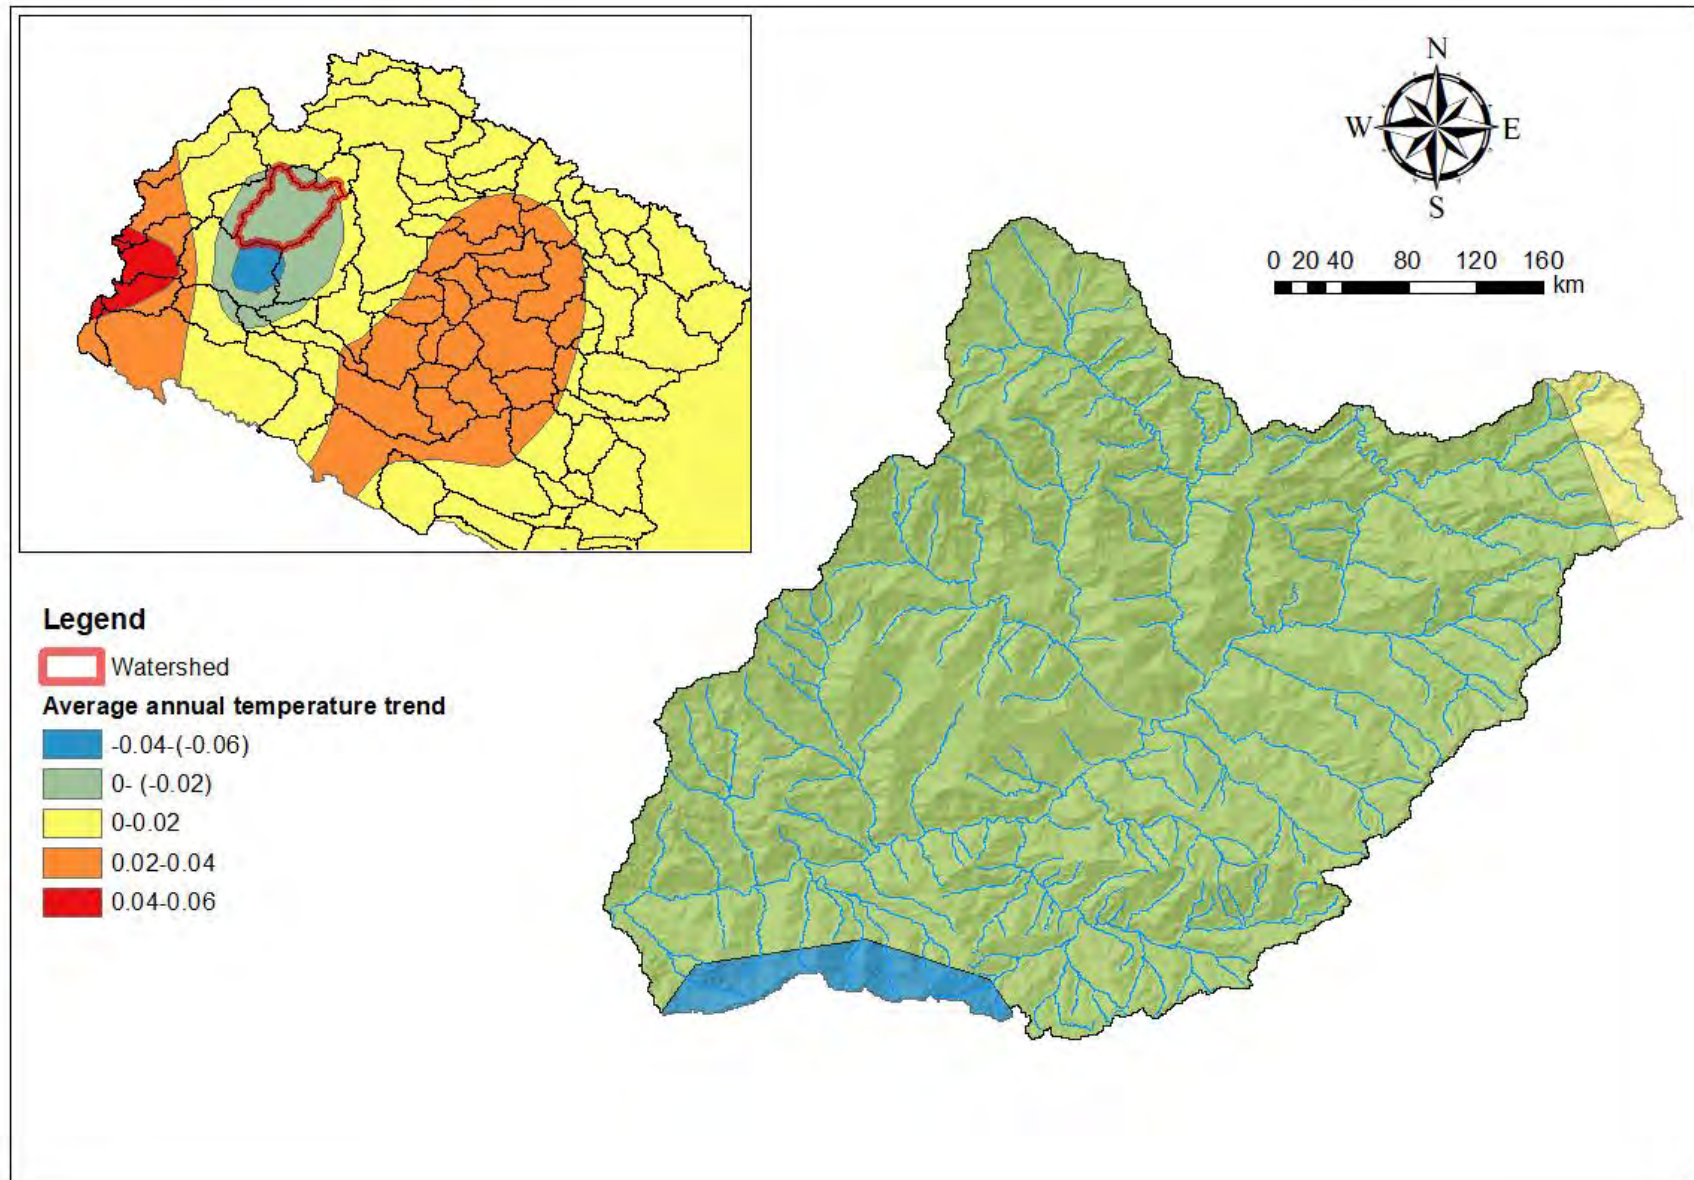 N
W E
S
0 20 40 80 120 160
km
Legend
Watershed
Average annual temperature trend
-0.04-(-0.06)
0- (-0.02)
0-0.02
0.02-0.04
0.04-0.06